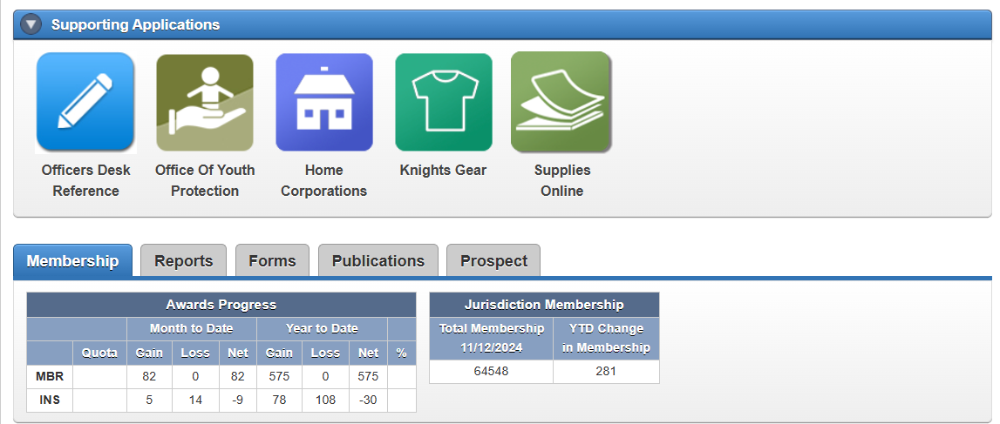 Supporting Applications
Officers Desk Reference
Office Of Youth Protection
Home Corporations
Knights Gear
Supplies Online
Membership Reports Forms Publications Prospect
Awards Progress
Month to Date Year to Date
Quota Gain Loss Net Gain Loss Net %
MBR 82 0 82 575 0 575
INS 5 14 -9 78 108 -30
Jurisdiction Membership
Total Membership 11/12/2024 YTD Change in Membership
64548 281